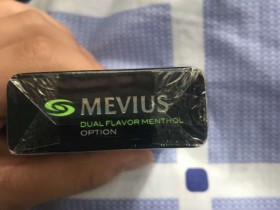 MEVIUS
DUAL FLAVOR MENTHOL
OPTION